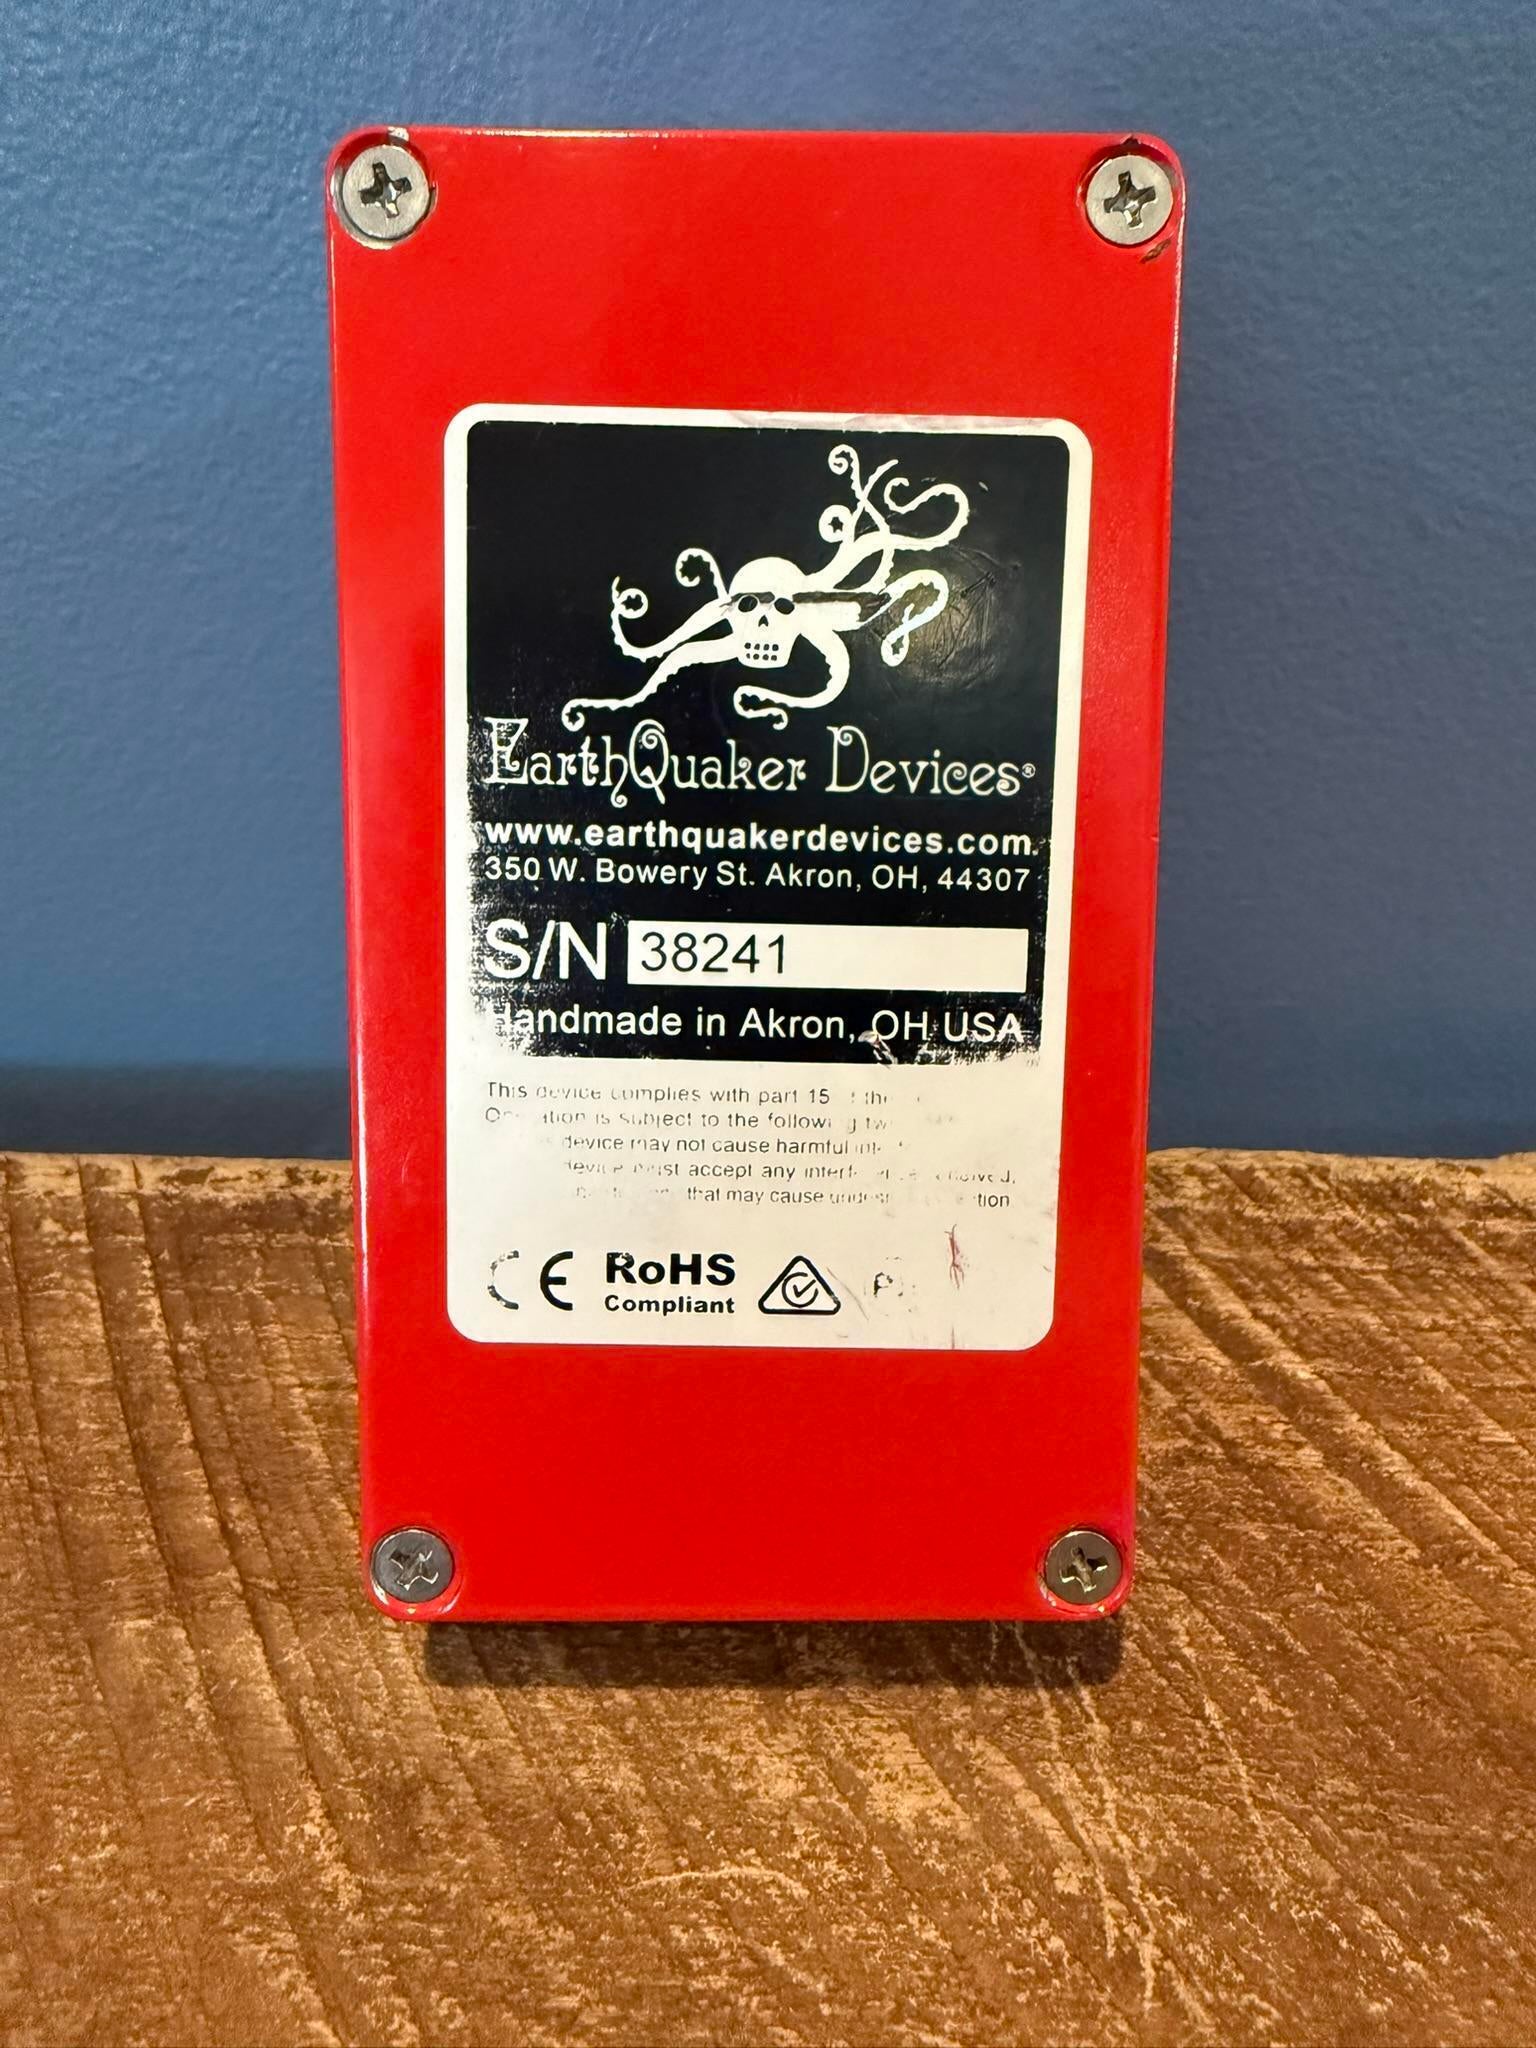 EarthQuaker Devices®
www.earthquakerdevices.com
350 W. Bowery St. Akron, OH, 44307
S/N 38241
Handmade in Akron, OH USA
This device complies with part 15
is subject to the following
device may not cause harmful
must accept any
that may cause
CE RoHS
Compliant